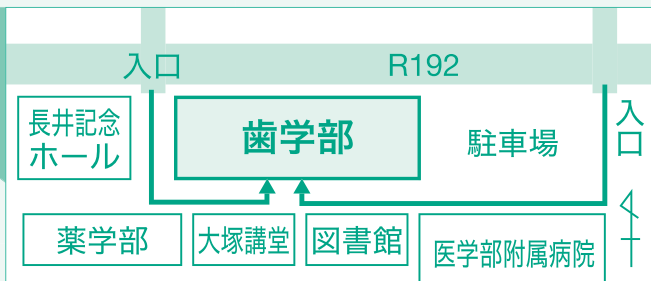 入口
R192
入口
長井記念
ホール
歯学部
駐車場
薬学部
大塚講堂
図書館
医学部附属病院